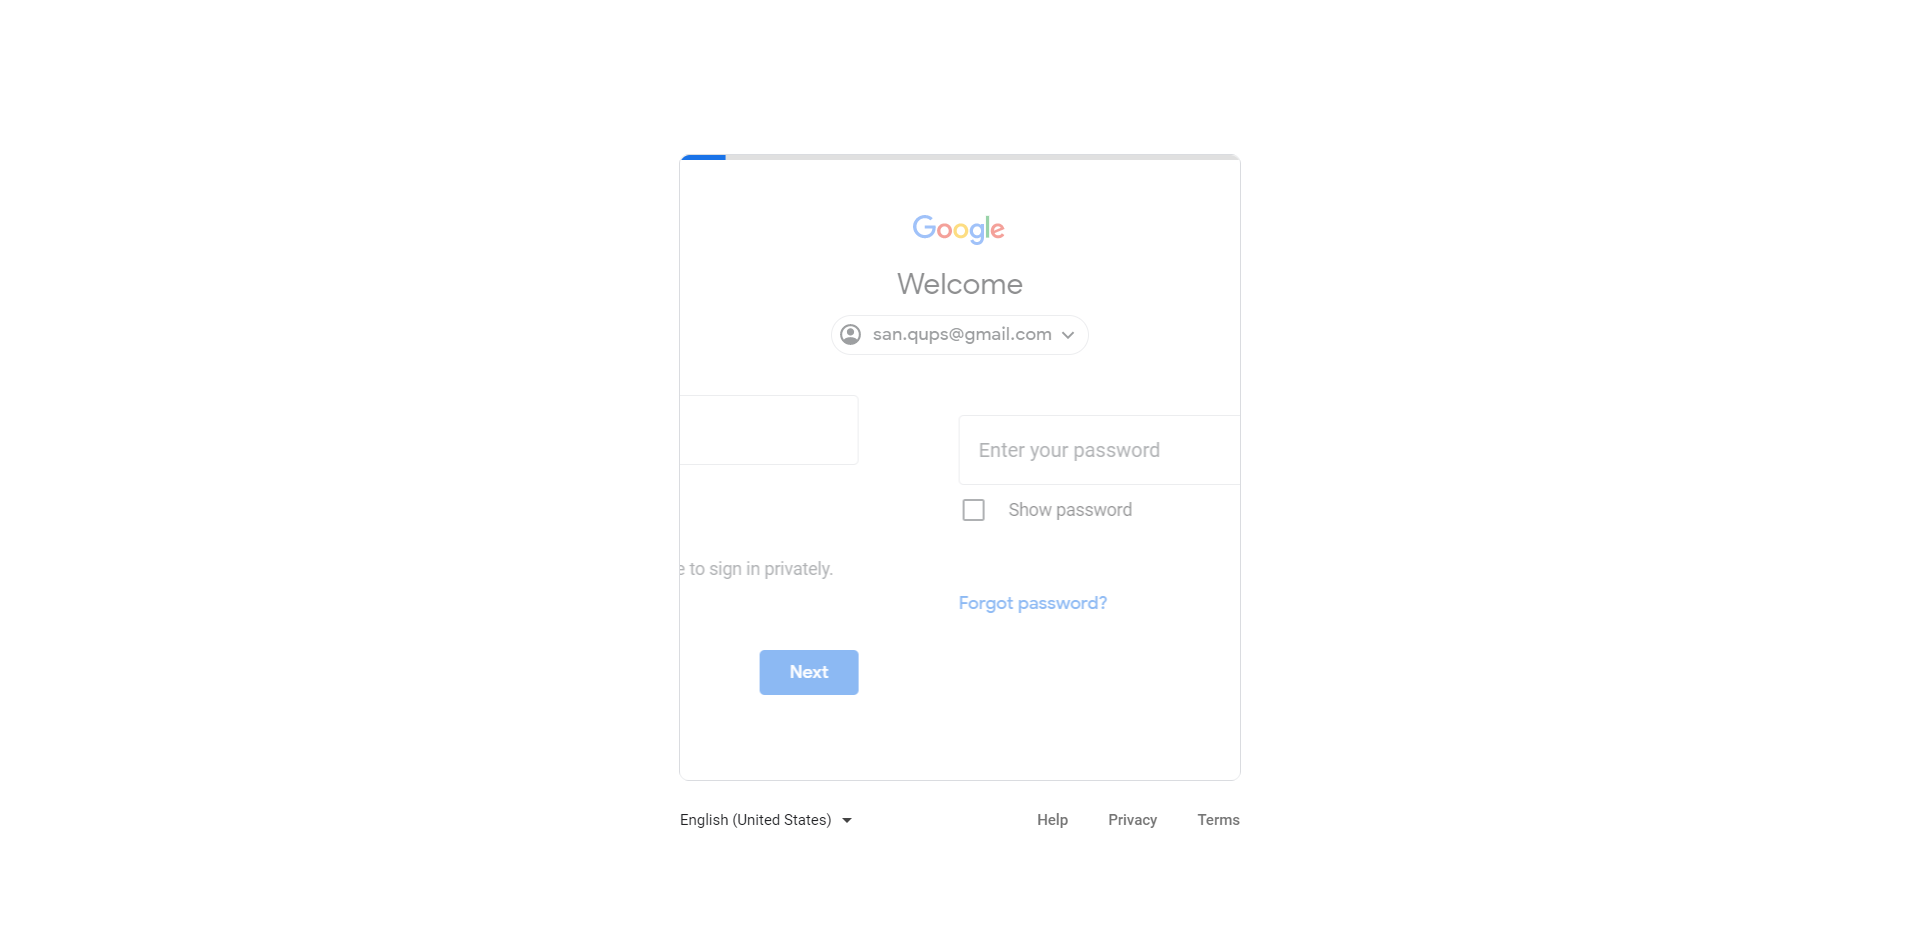 Google
Welcome
san.qups@gmail.com
Enter your password
Show password
to sign in privately.
Forgot password?
Next
English (United States)
Help Privacy Terms